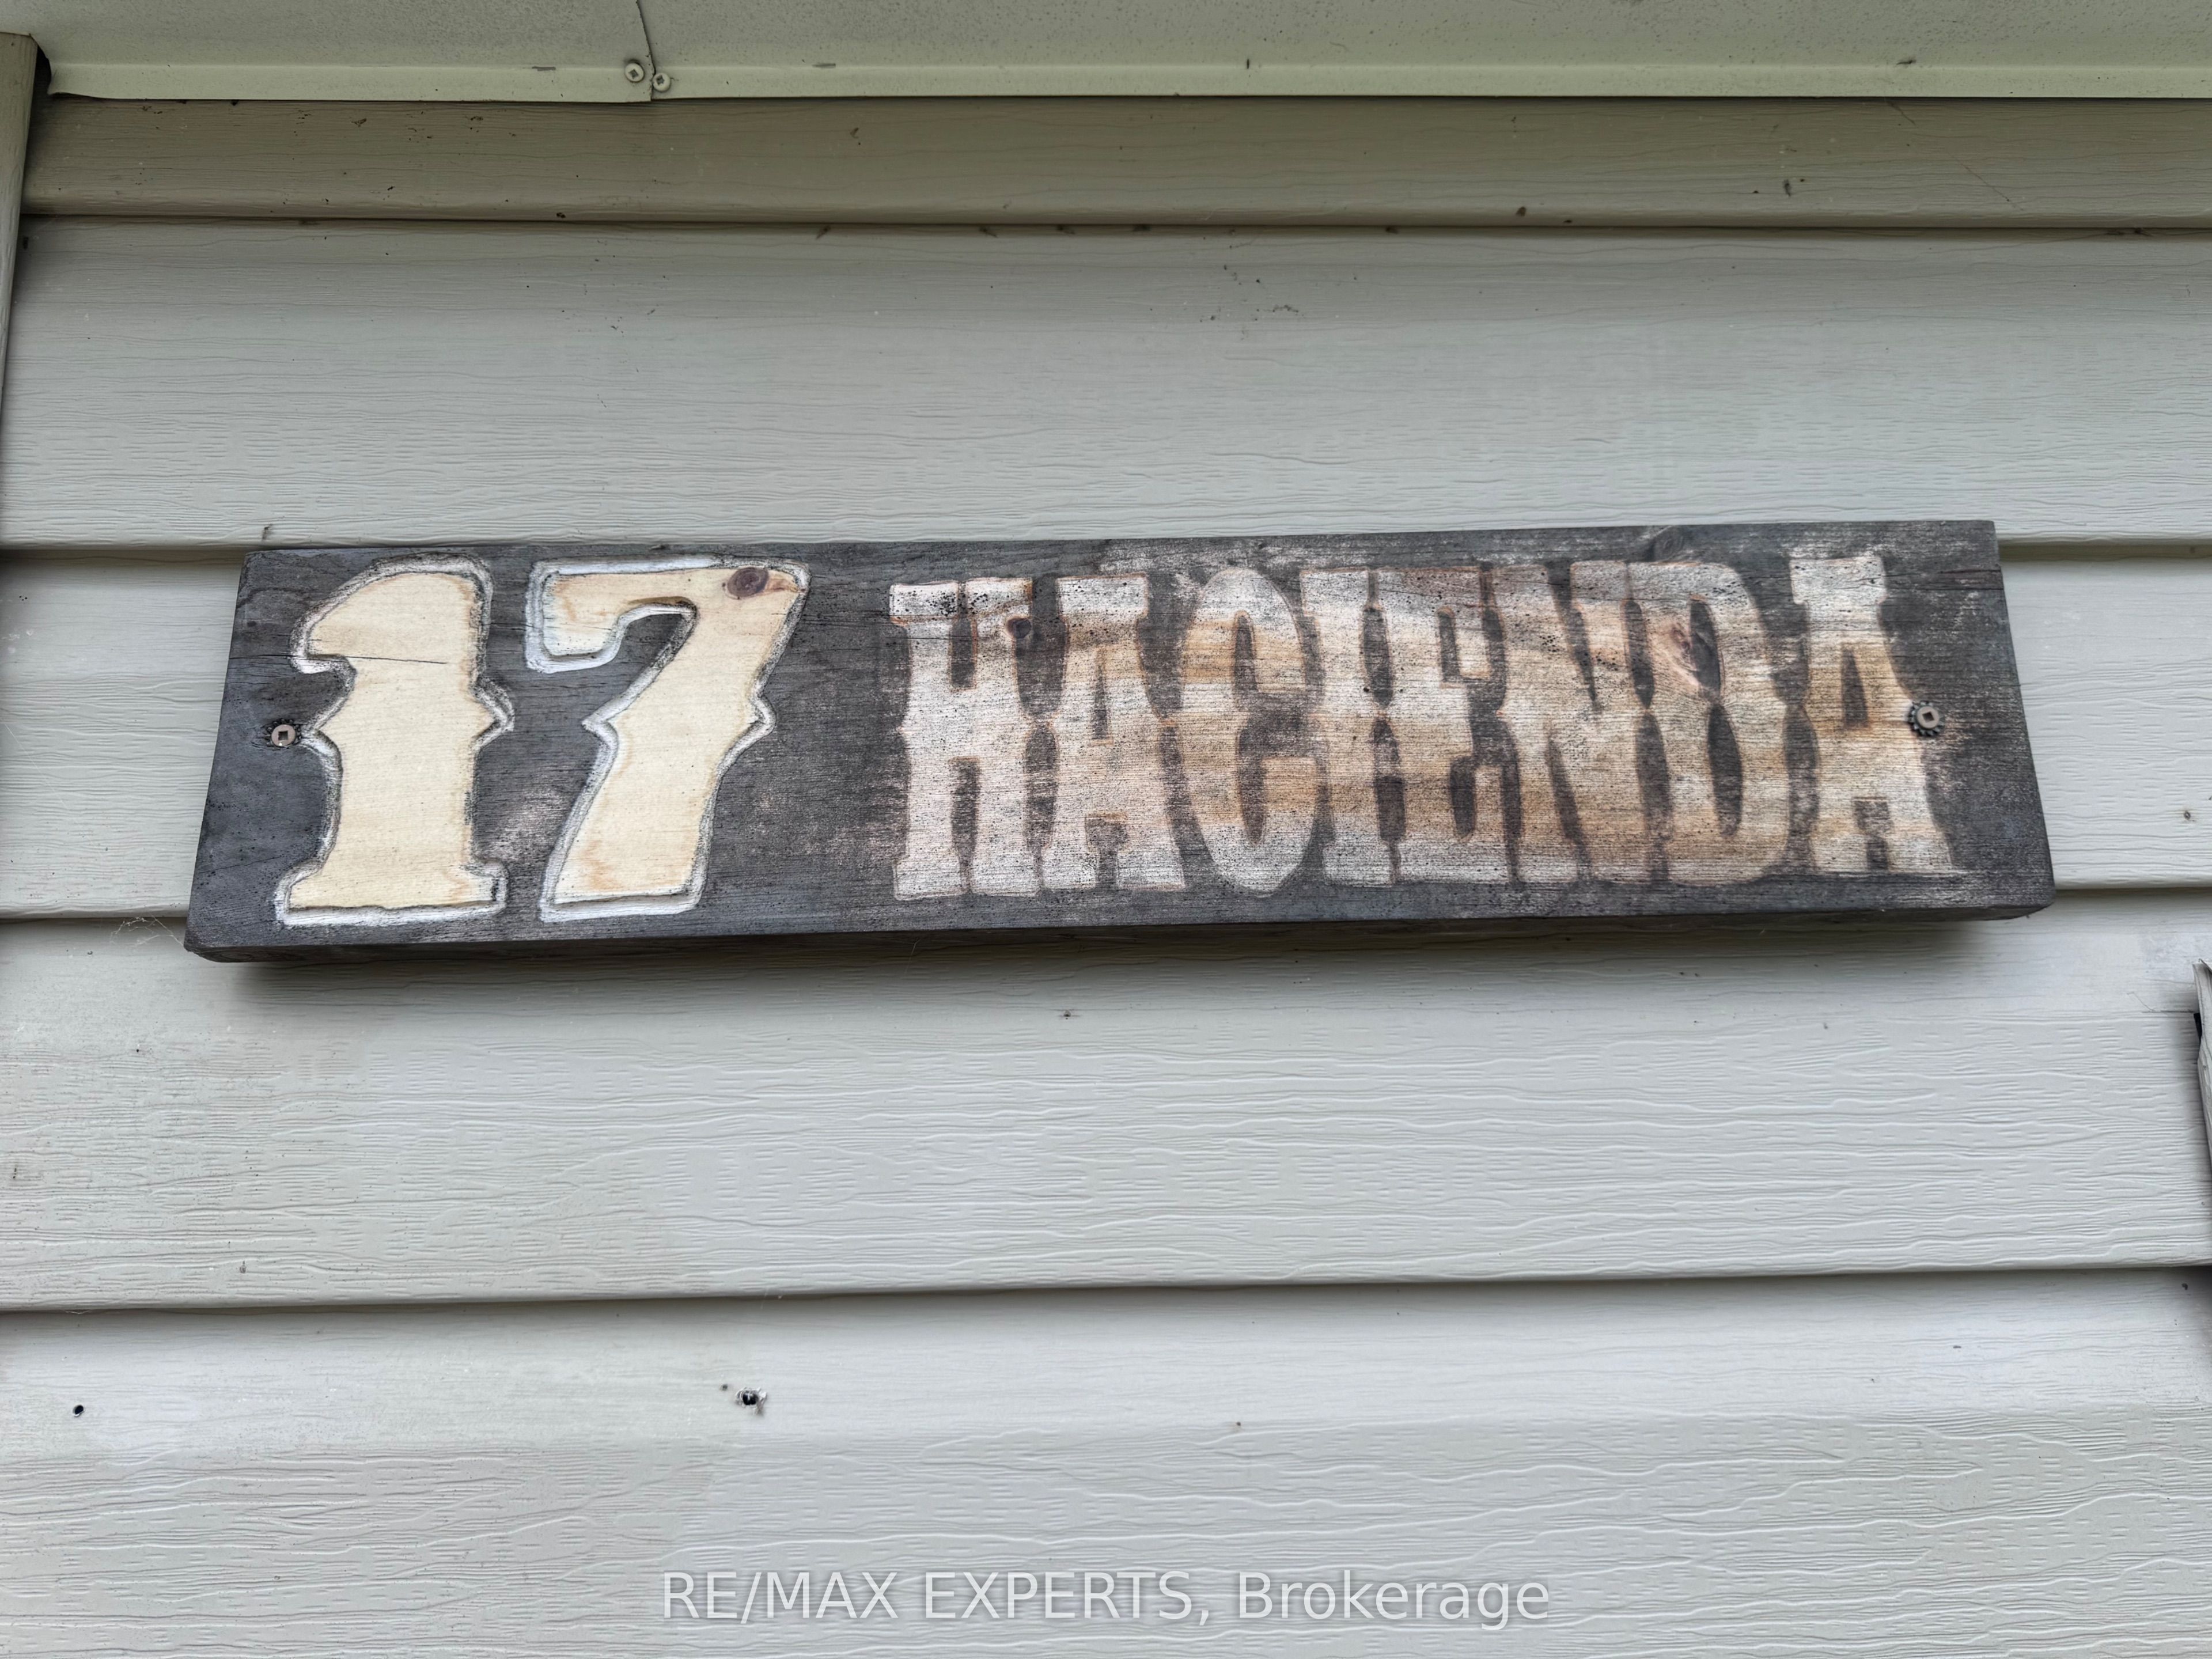 17 HACIENDA
RE/MAX EXPERTS, Brokerage